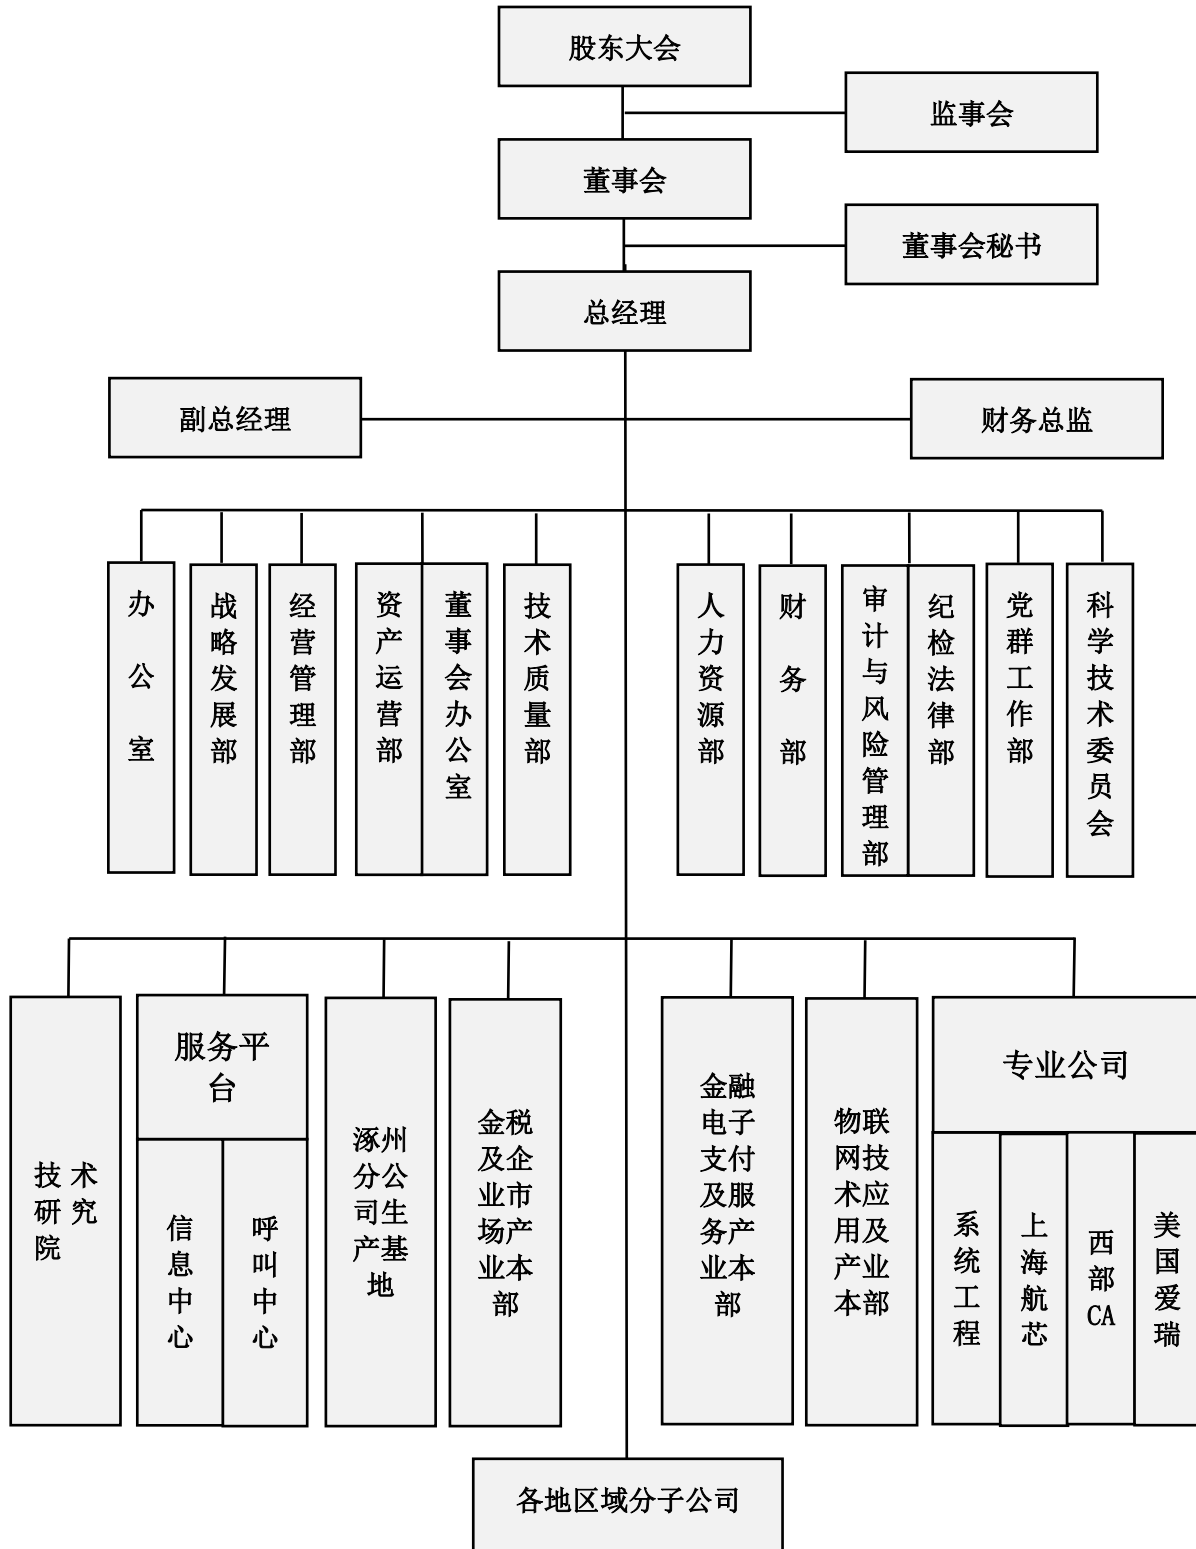 股东大会
监事会
董事会
董事会秘书
总经理
副总经理
财务总监
办公室
战略发展部
经营管理部
资产运营部
董事会办公室
技术质量部
人力资源部
财务部
审计与风险管理部
纪检法律部
党群工作部
科学技术委员会
技术
研究
院
服务平
台
信息中心
呼叫中心
涿州
分公
司生
产基
地
金税
及企
业市
场产
业本
部
金融
电子
支付
及服
务产
业本
部
物联
网技
术应
用及
产业
本部
专业公司
系统工程
上海航芯
西部CA
美国爱瑞
各地区域分子公司